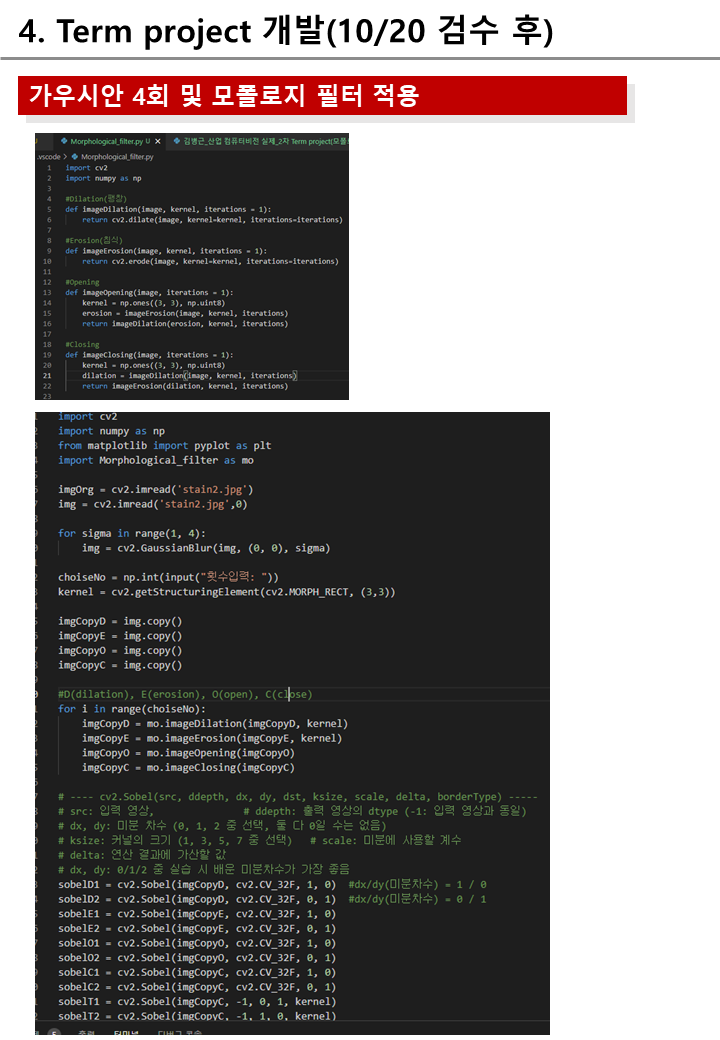 4. Term project 개발(10/20 검수 후)
가우시안 4회 및 모폴로지 필터 적용
Morphological_filter.py U ✕ 김병근_산업 컴퓨터비전 실제_2차 Term project(모폴
.vscode > Morphological_filter.py
1 import cv2
2 import numpy as np
3
4 #Dilation(팽창)
5 def imageDilation(image, kernel, iterations = 1):
6 return cv2.dilate(image, kernel=kernel, iterations=iterations)
7
8 #Erosion(침식)
9 def imageErosion(image, kernel, iterations = 1):
10 return cv2.erode(image, kernel=kernel, iterations=iterations)
11
12 #Opening
13 def imageOpening(image, iterations = 1):
14 kernel = np.ones((3, 3), np.uint8)
15 erosion = imageErosion(image, kernel, iterations)
16 return imageDilation(erosion, kernel, iterations)
17
18 #Closing
19 def imageClosing(image, iterations = 1):
20 kernel = np.ones((3, 3), np.uint8)
21 dilation = imageDilation(image, kernel, iterations)
22 return imageErosion(dilation, kernel, iterations)
23
import cv2
import numpy as np
from matplotlib import pyplot as plt
import Morphological_filter as mo
imgOrg = cv2.imread('stain2.jpg')
img = cv2.imread('stain2.jpg',0)
for sigma in range(1, 4):
img = cv2.GaussianBlur(img, (0, 0), sigma)
choiseNo = np.int(input("횟수입력: "))
kernel = cv2.getStructuringElement(cv2.MORPH_RECT, (3,3))
imgCopyD = img.copy()
imgCopyE = img.copy()
imgCopyO = img.copy()
imgCopyC = img.copy()
#D(dilation), E(erosion), O(open), C(close)
for i in range(choiseNo):
imgCopyD = mo.imageDilation(imgCopyD, kernel)
imgCopyE = mo.imageErosion(imgCopyE, kernel)
imgCopyO = mo.imageOpening(imgCopyO)
imgCopyC = mo.imageClosing(imgCopyC)
# ---- cv2.Sobel(src, ddepth, dx, dy, dst, ksize, scale, delta, borderType) -----
# src: 입력 영상, # ddepth: 출력 영상의 dtype (-1: 입력 영상과 동일)
# dx, dy: 미분 차수 (0, 1, 2 중 선택, 둘 다 0일 수는 없음)
# ksize: 커널의 크기 (1, 3, 5, 7 중 선택) # scale: 미분에 사용할 계수
# delta: 연산 결과에 가산할 값
# dx, dy: 0/1/2 중 실습 시 배운 미분차수가 가장 좋음
sobelD1 = cv2.Sobel(imgCopyD, cv2.CV_32F, 1, 0) #dx/dy(미분차수) = 1 / 0
sobelD2 = cv2.Sobel(imgCopyD, cv2.CV_32F, 0, 1) #dx/dy(미분차수) = 0 / 1
sobelE1 = cv2.Sobel(imgCopyE, cv2.CV_32F, 1, 0)
sobelE2 = cv2.Sobel(imgCopyE, cv2.CV_32F, 0, 1)
sobelO1 = cv2.Sobel(imgCopyO, cv2.CV_32F, 1, 0)
sobelO2 = cv2.Sobel(imgCopyO, cv2.CV_32F, 0, 1)
sobelC1 = cv2.Sobel(imgCopyC, cv2.CV_32F, 1, 0)
sobelC2 = cv2.Sobel(imgCopyC, cv2.CV_32F, 0, 1)
sobelT1 = cv2.Sobel(imgCopyC, -1, 0, 1, kernel)
sobelT2 = cv2.Sobel(imgCopyC, -1, 1, 0, kernel)